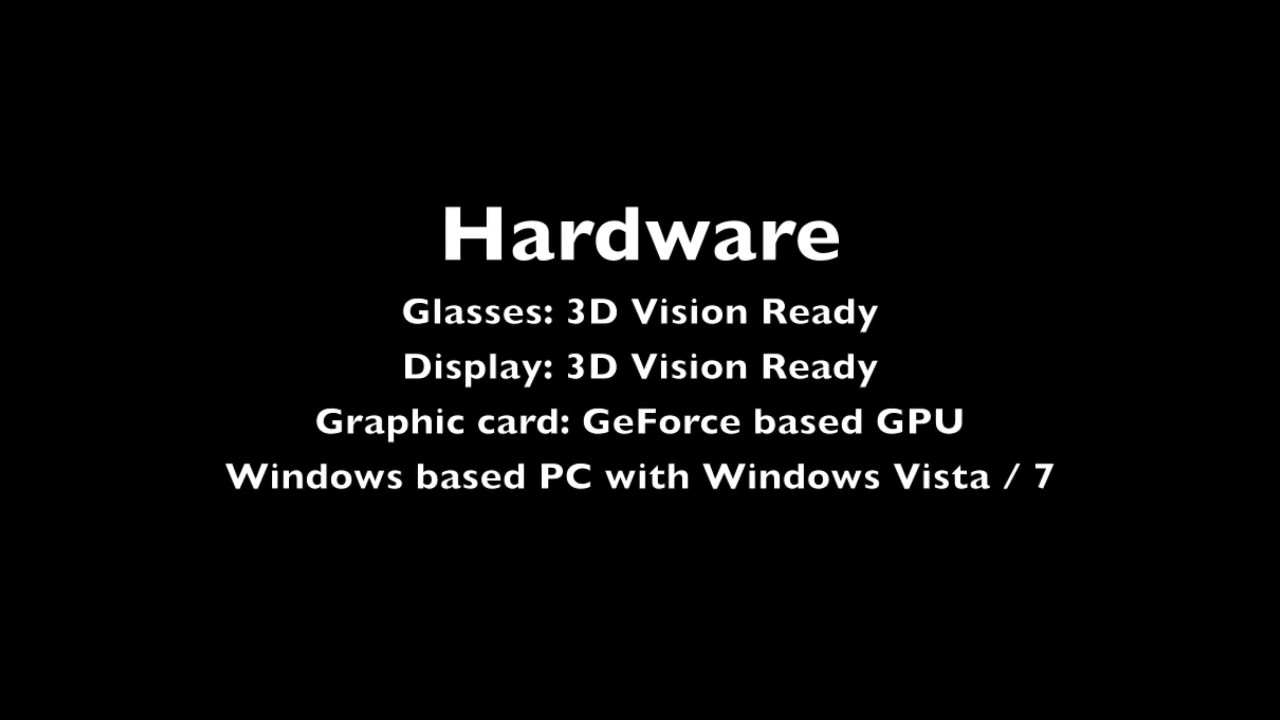 Hardware
Glasses: 3D Vision Ready
Display: 3D Vision Ready
Graphic card: GeForce based GPU
Windows based PC with Windows Vista / 7